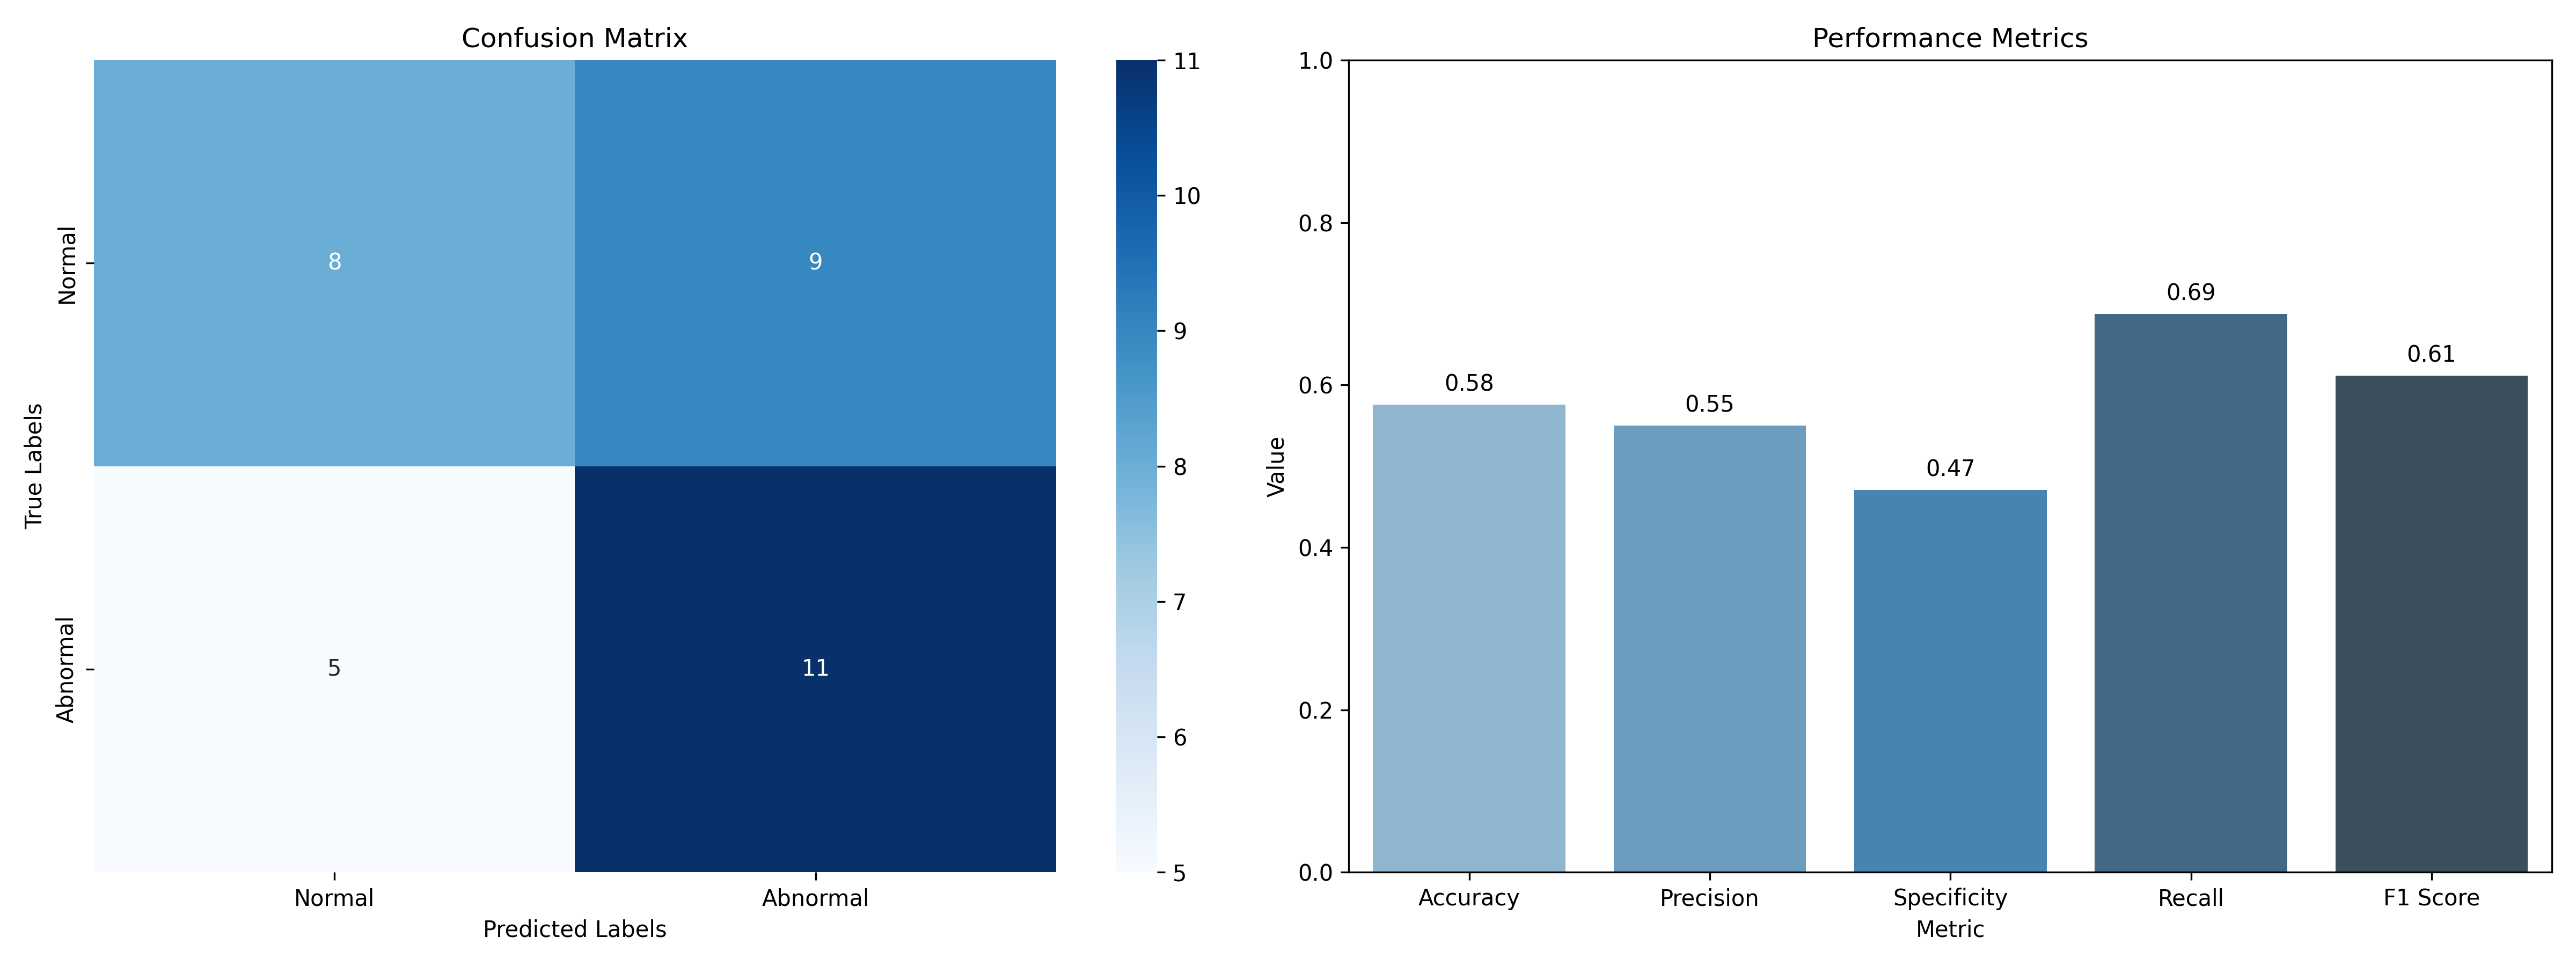 Confusion Matrix
True Labels
Normal
Abnormal
8
9
5
11
Normal
Abnormal
Predicted Labels
11
10
9
8
7
6
5
Performance Metrics
Value
1.0
0.8
0.6
0.4
0.2
0.0
0.58
0.55
0.47
0.69
0.61
Accuracy
Precision
Specificity
Recall
F1 Score
Metric